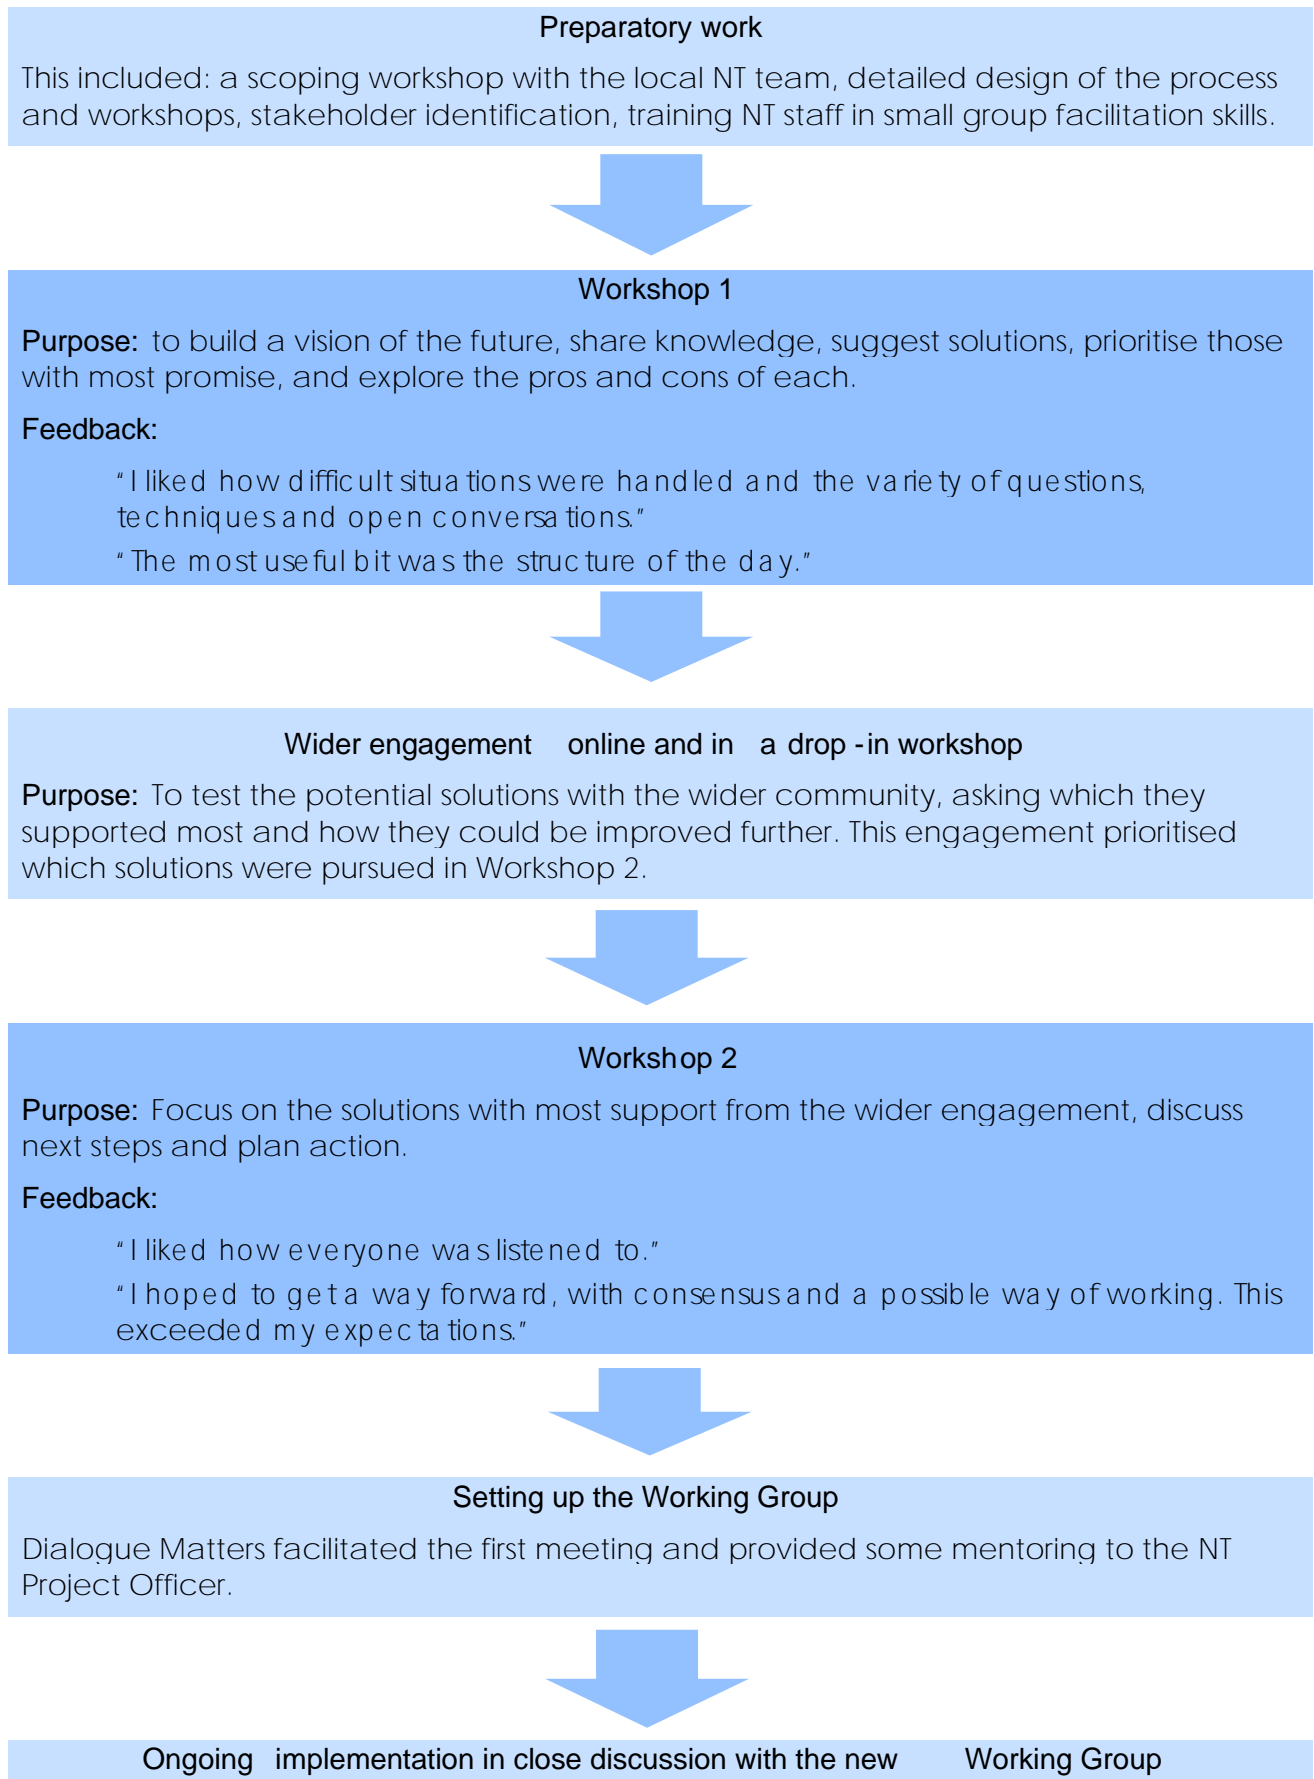 Preparatory work
This included: a scoping workshop with the local NT team, detailed design of the process
and workshops, stakeholder identification, training NT staff in small group facilitation skills.
Workshop 1
Purpose: to build a vision of the future, share knowledge, suggest solutions, prioritise those
with most promise, and explore the pros and cons of each.
Feedback:
"I liked how difficult situations were handled and the variety of questions,
techniques and open conversations."
"The most useful bit was the structure of the day."
Wider engagement online and in a drop-in workshop
Purpose: To test the potential solutions with the wider community, asking which they
supported most and how they could be improved further. This engagement prioritised
which solutions were pursued in Workshop 2.
Workshop 2
Purpose: Focus on the solutions with most support from the wider engagement, discuss
next steps and plan action.
Feedback:
"I liked how everyone was listened to."
"I hoped to get a way forward, with consensus and a possible way of working. This
exceeded my expectations."
Setting up the Working Group
Dialogue Matters facilitated the first meeting and provided some mentoring to the NT
Project Officer.
Ongoing implementation in close discussion with the new Working Group